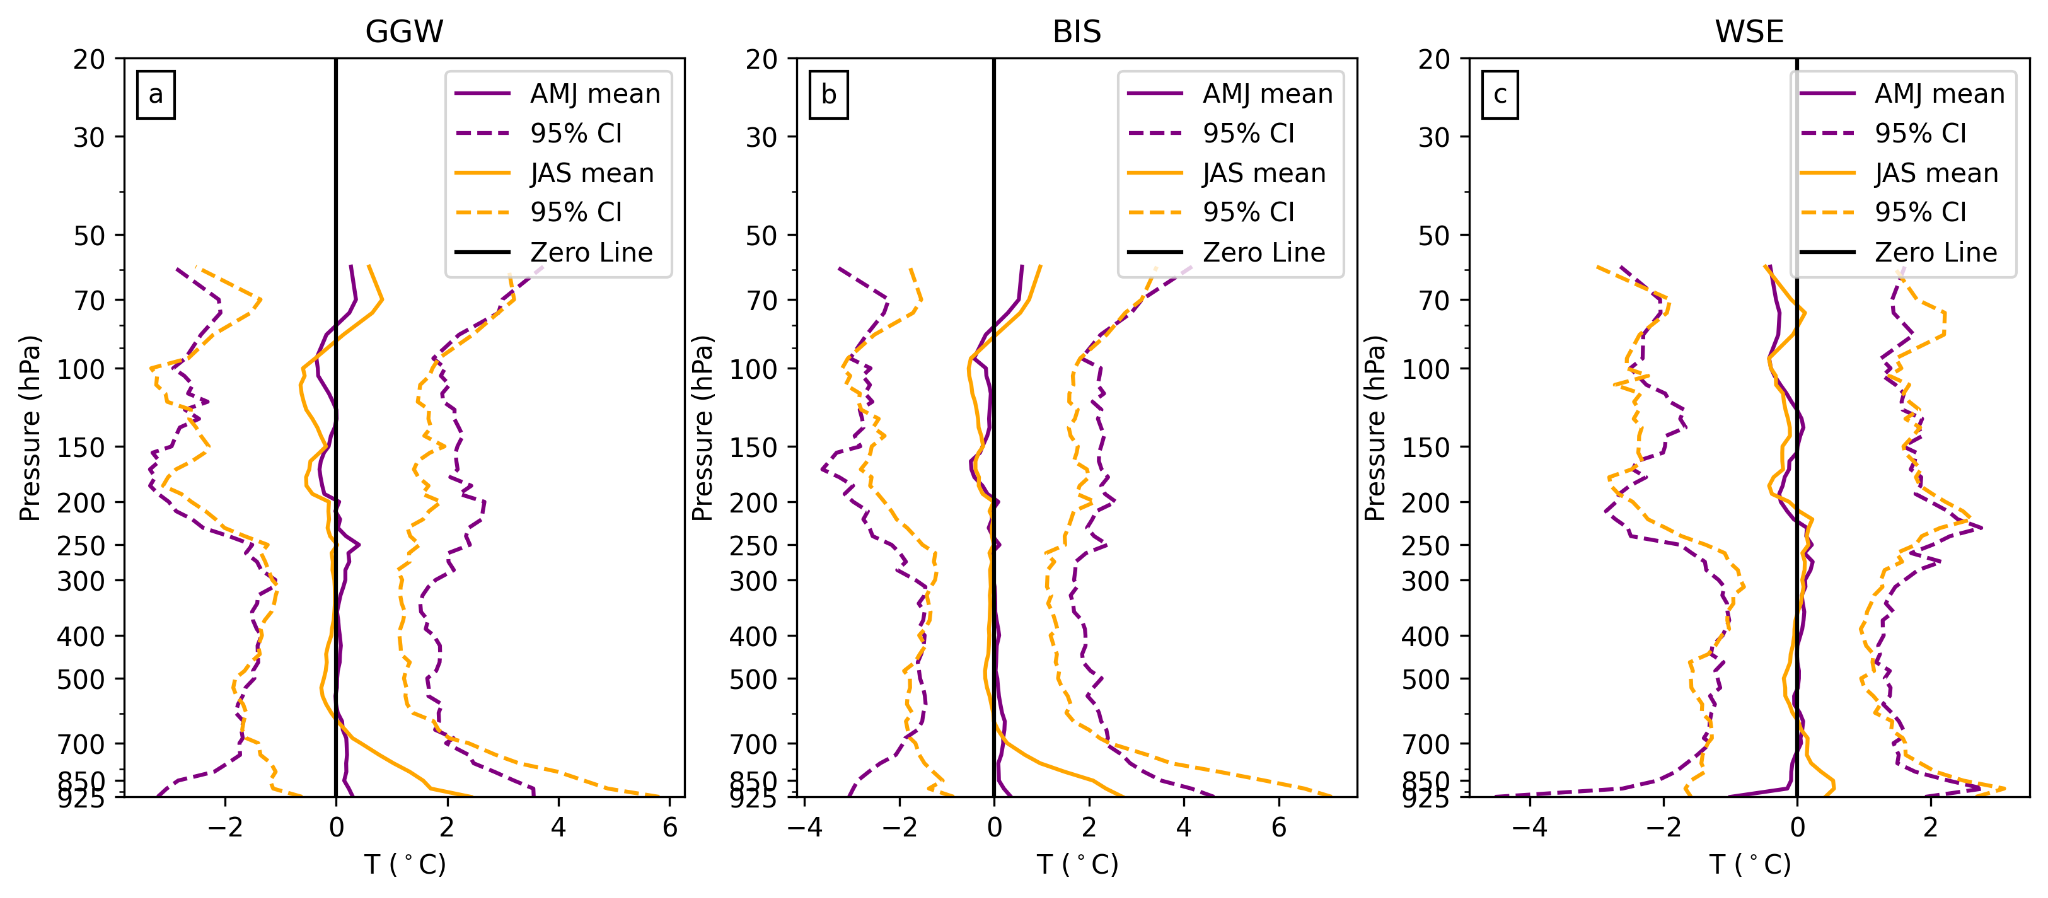 GGW
a
AMJ mean
95% CI
JAS mean
95% CI
Zero Line
20
30
50
70
100
150
200
250
300
400
500
700
850
925
Pressure (hPa)
−2
0
2
4
6
T (°C)
BIS
b
AMJ mean
95% CI
JAS mean
95% CI
Zero Line
20
30
50
70
100
150
200
250
300
400
500
700
850
925
Pressure (hPa)
−4
−2
0
2
4
6
T (°C)
WSE
c
AMJ mean
95% CI
JAS mean
95% CI
Zero Line
20
30
50
70
100
150
200
250
300
400
500
700
850
925
Pressure (hPa)
−4
−2
0
2
T (°C)